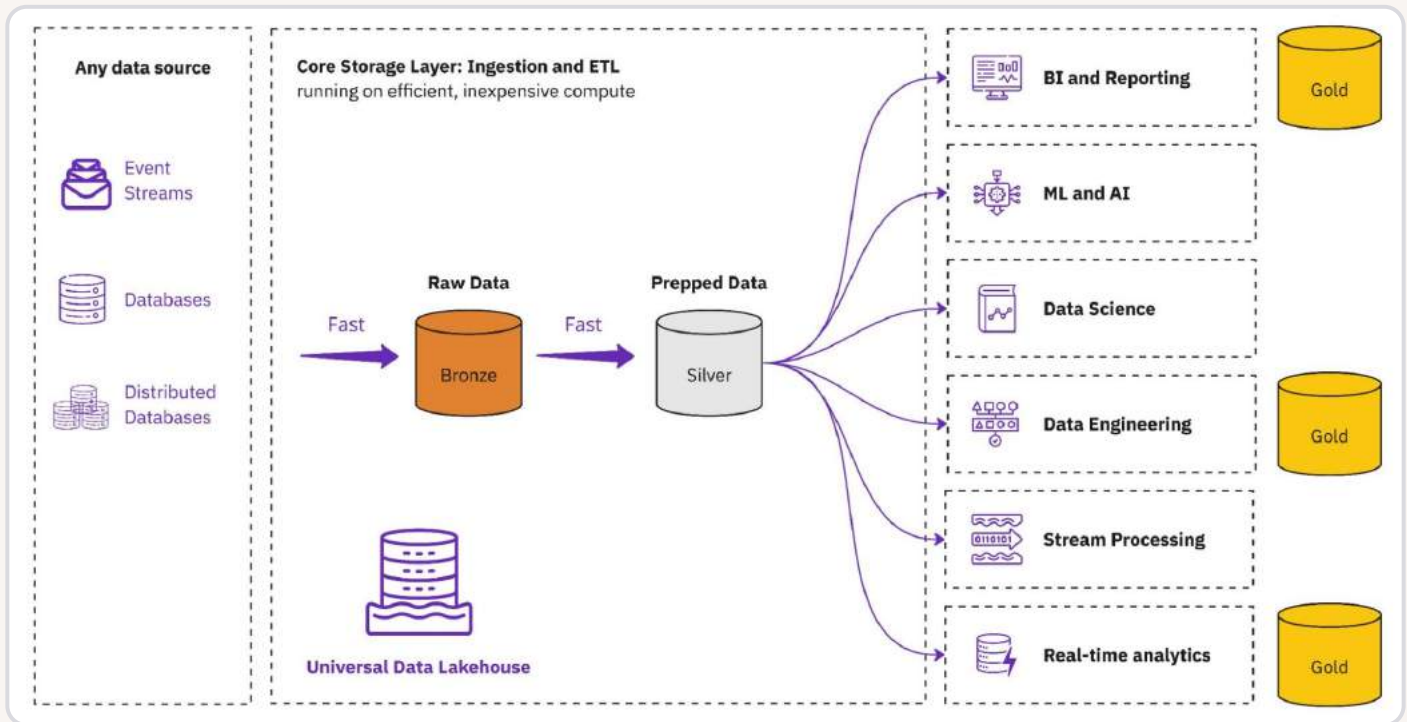 Any data source
Event
Streams
Databases
Distributed
Databases
Core Storage Layer: Ingestion and ETL
running on efficient, inexpensive compute
Fast
Raw Data
Bronze
Fast
Prepped Data
Silver
Universal Data Lakehouse
BI and Reporting
Gold
ML and AI
Data Science
Data Engineering
Gold
0110101
Stream Processing
Real-time analytics
Gold